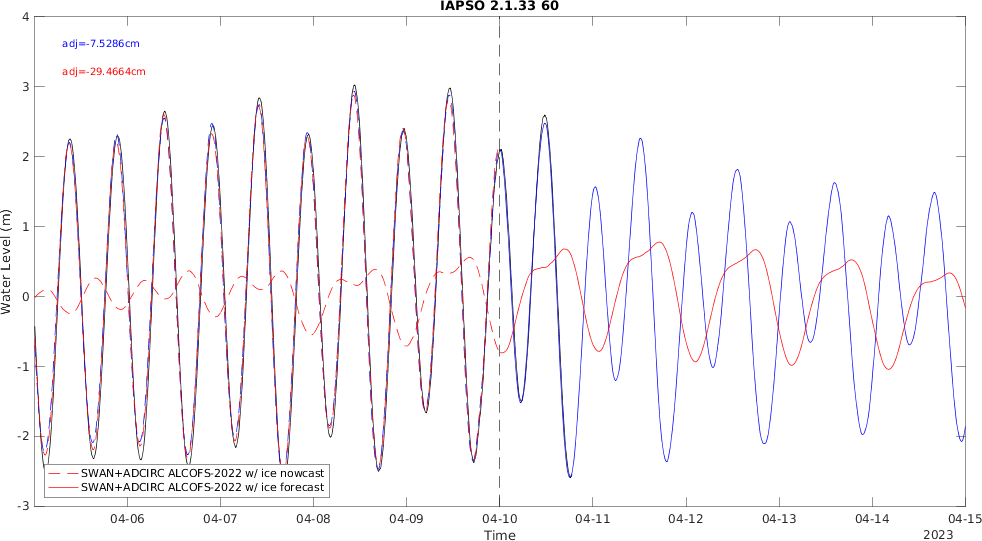 IAPSO 2.1.33 60
adj=-7.5286cm
adj=-29.4664cm
4
3
2
1
0
-1
-2
-3
Water Level (m)
SWAN+ADCIRC ALCOFS-2022 w/ ice nowcast
SWAN+ADCIRC ALCOFS-2022 w/ ice forecast
04-06 04-07 04-08 04-09 04-10 04-11 04-12 04-13 04-14 04-15
Time
2023